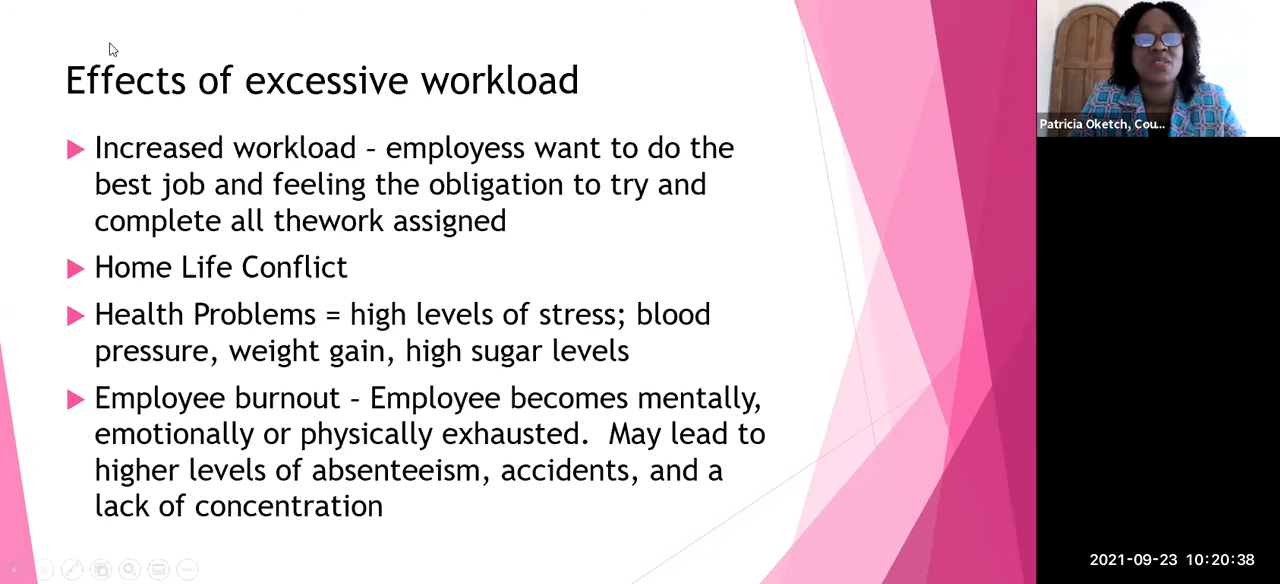 Effects of excessive workload
Increased workload – employess want to do the
best job and feeling the obligation to try and
complete all thework assigned
Home Life Conflict
Health Problems = high levels of stress; blood
pressure, weight gain, high sugar levels
Employee burnout – Employee becomes mentally,
emotionally or physically exhausted.  May lead to
higher levels of absenteeism, accidents, and a
lack of concentration
Patricia Oketch, Cou...
2021-09-23 10:20:38